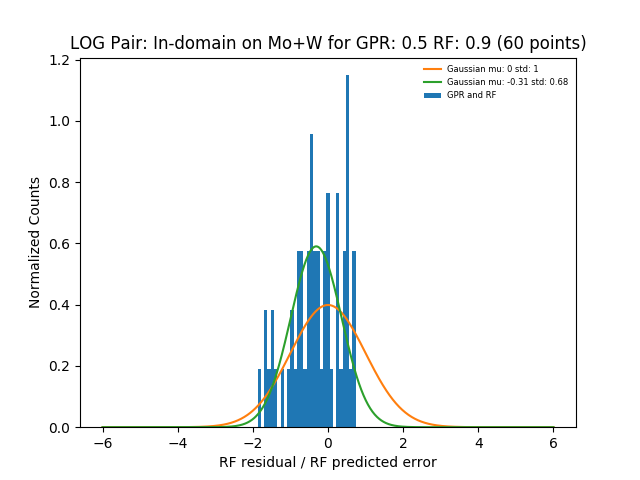 LOG Pair: In-domain on Mo+W for GPR: 0.5 RF: 0.9 (60 points)
Gaussian mu: 0 std: 1
Gaussian mu: -0.31 std: 0.68
GPR and RF
Normalized Counts
1.2
1.0
0.8
0.6
0.4
0.2
0.0
−6 −4 −2 0 2 4 6
RF residual / RF predicted error